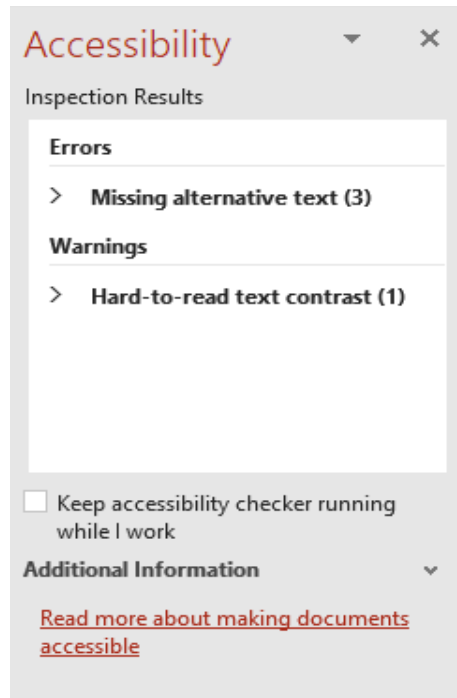 Accessibility
Inspection Results
Errors
Missing alternative text (3)
Warnings
Hard-to-read text contrast (1)
Keep accessibility checker running
while I work
Additional Information
Read more about making documents
accessible